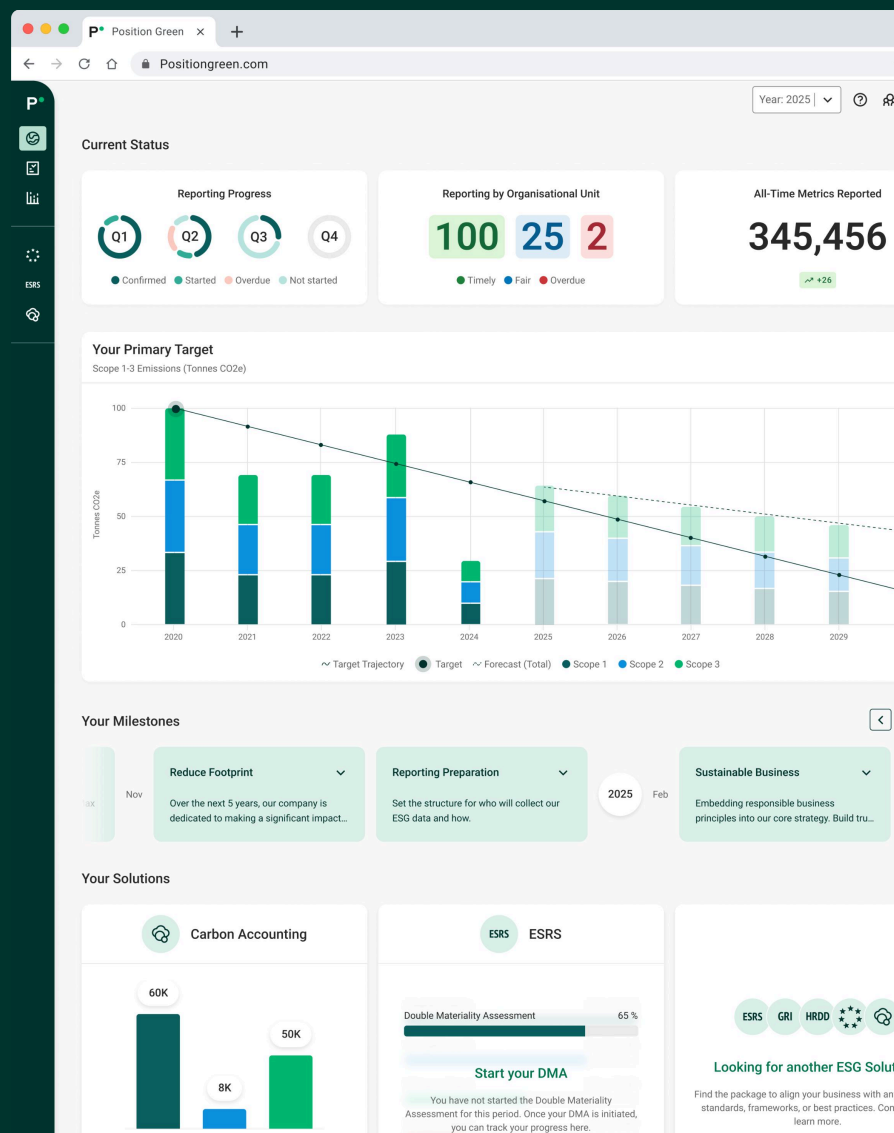 P Position Green
Positiongreen.com
P
Year: 2025
Current Status
Reporting Progress
Q1 Q2 Q3 Q4
Confirmed Started Overdue Not started
Reporting by Organisational Unit
100 25 2
Timely Fair Overdue
All-Time Metrics Reported
345,456
+26
ESRS
Your Primary Target
Scope 1-3 Emissions (Tonnes CO2e)
Tonnes CO2e
100
75
50
25
0
2020 2021 2022 2023 2024 2025 2026 2027 2028 2029
Target Trajectory Target Forecast (Total) Scope 1 Scope 2 Scope 3
Your Milestones
Nov
Reduce Footprint
Over the next 5 years, our company is
dedicated to making a significant impact...
Reporting Preparation
Set the structure for who will collect our
ESG data and how.
2025 Feb
Sustainable Business
Embedding responsible business
principles into our core strategy. Build tru...
Your Solutions
Carbon Accounting
60K
8K
50K
ESRS ESRS
Double Materiality Assessment 65 %
Start your DMA
You have not started the Double Materiality
Assessment for this period. Once your DMA is initiated,
you can track your progress here.
ESRS GRI HRDD
Looking for another ESG Solut
Find the package to align your business with an
standards, frameworks, or best practices. Con
learn more.